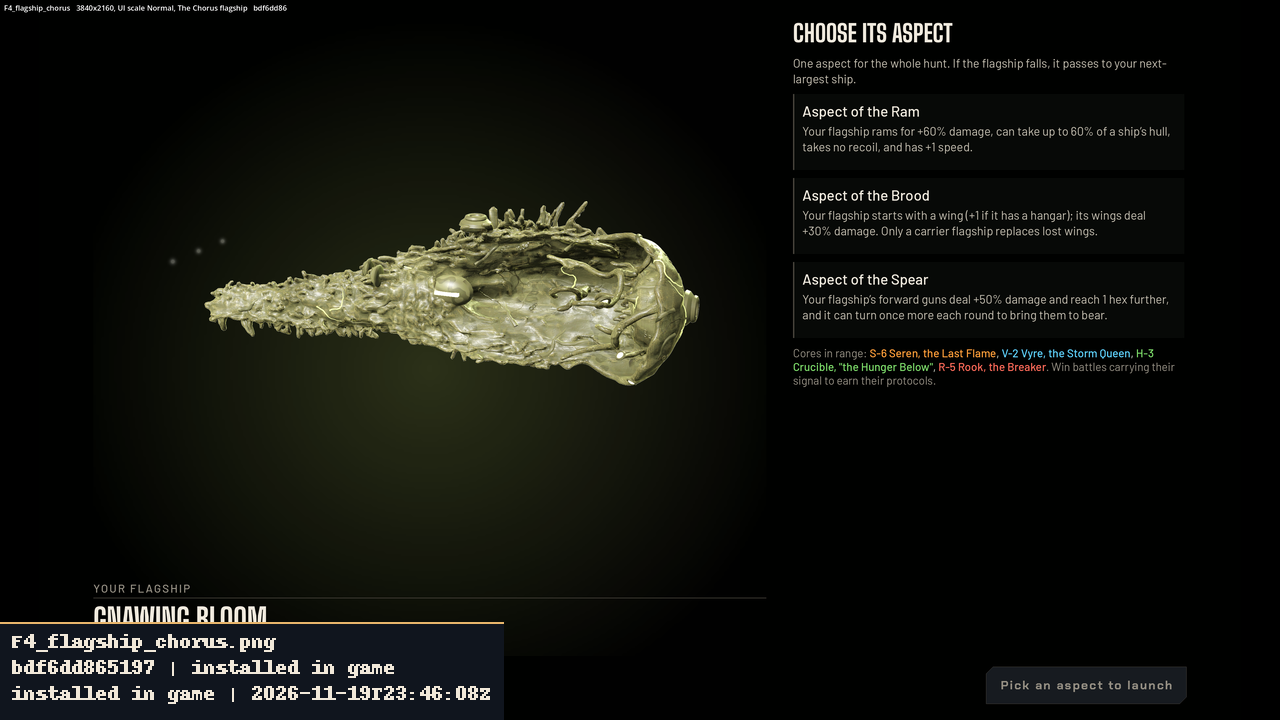 F4_flagship_chorus 3840x2160, UI scale Normal, The Chorus flagship bdf6dd86
CHOOSE ITS ASPECT
One aspect for the whole hunt. If the flagship falls, it passes to your next-
largest ship.
Aspect of the Ram
Your flagship rams for +60% damage, can take up to 60% of a ship's hull,
takes no recoil, and has +1 speed.
Aspect of the Brood
Your flagship starts with a wing (+1 if it has a hangar); its wings deal
+30% damage. Only a carrier flagship replaces lost wings.
Aspect of the Spear
Your flagship's forward guns deal +50% damage and reach 1 hex further,
and it can turn once more each round to bring them to bear.
Cores in range: S-6 Seren, the Last Flame, V-2 Vyre, the Storm Queen, H-3
Crucible, "the Hunger Below", R-5 Rook, the Breaker. Win battles carrying their
signal to earn their protocols.
YOUR FLAGSHIP
GNAWING BLOOM
F4_flagship_chorus.png
bdf6dd865197 | installed in game
installed in game | 2026-11-19T23:46:08Z
Pick an aspect to launch